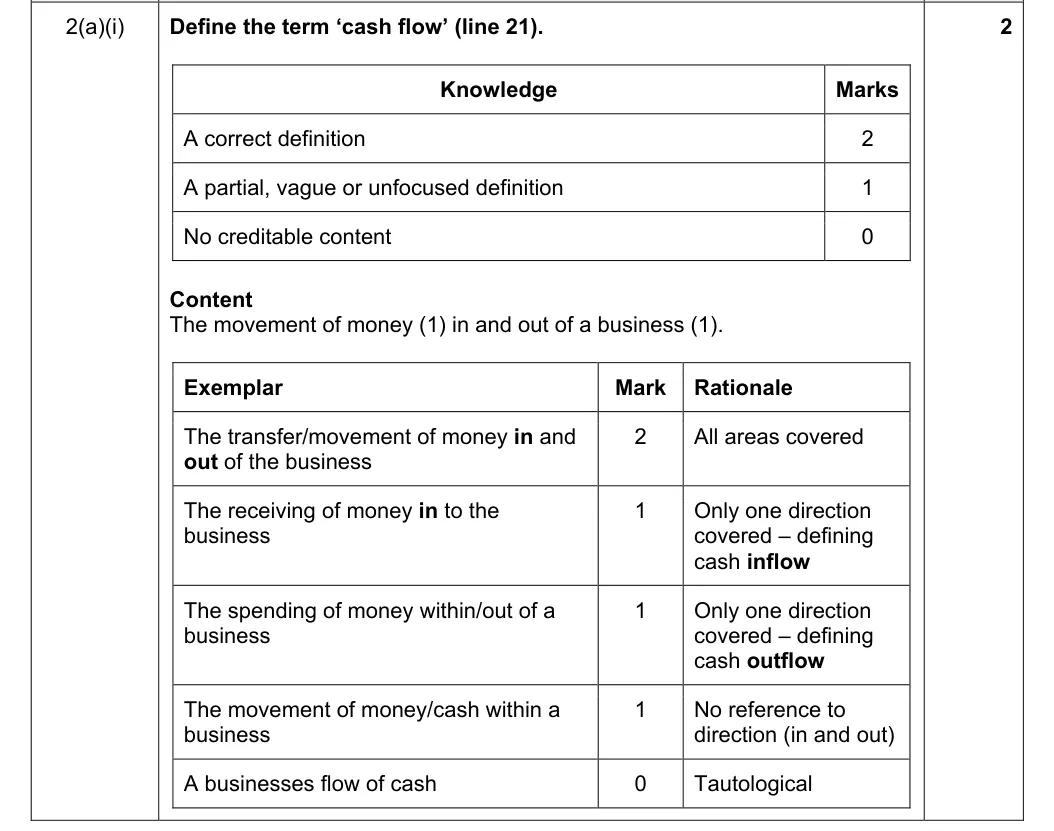 2(a)(i) Define the term ‘cash flow’ (line 21). 2
Knowledge Marks
A correct definition 2
A partial, vague or unfocused definition 1
No creditable content 0
Content
The movement of money (1) in and out of a business (1).
Exemplar Mark Rationale
The transfer/movement of money in and 2 All areas covered
out of the business
The receiving of money in to the 1 Only one direction
business covered – defining
cash inflow
The spending of money within/out of a 1 Only one direction
business covered – defining
cash outflow
The movement of money/cash within a 1 No reference to
business direction (in and out)
A businesses flow of cash 0 Tautological